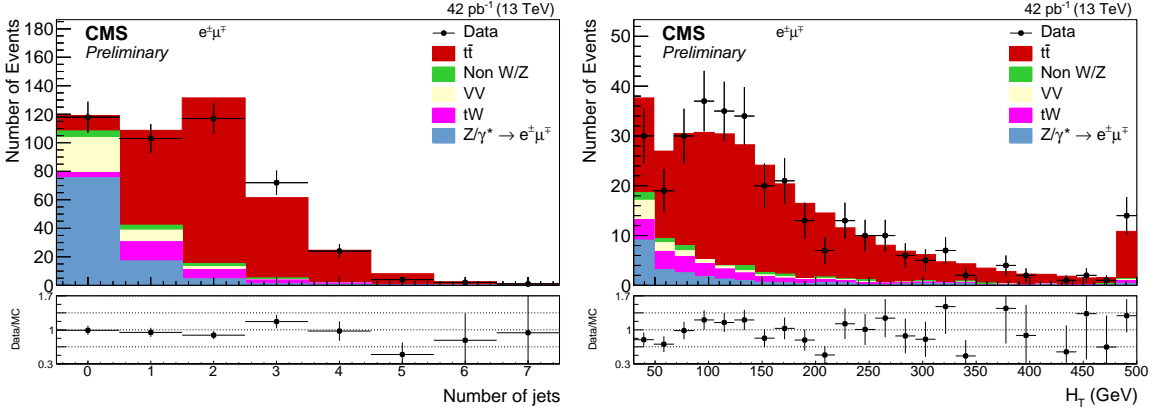 42 pb⁻¹ (13 TeV)
CMS
Preliminary
e±μ∓
Data
tt̄
Non W/Z
VV
tW
Z/γ* → e±μ∓
Number of Events
180
160
140
120
100
80
60
40
20
0
Data/MC
1.7
1
0.3
0 1 2 3 4 5 6 7
Number of jets
42 pb⁻¹ (13 TeV)
CMS
Preliminary
e±μ∓
Data
tt̄
Non W/Z
VV
tW
Z/γ* → e±μ∓
Number of Events
50
40
30
20
10
0
Data/MC
1.7
1
0.3
50 100 150 200 250 300 350 400 450 500
H_T (GeV)